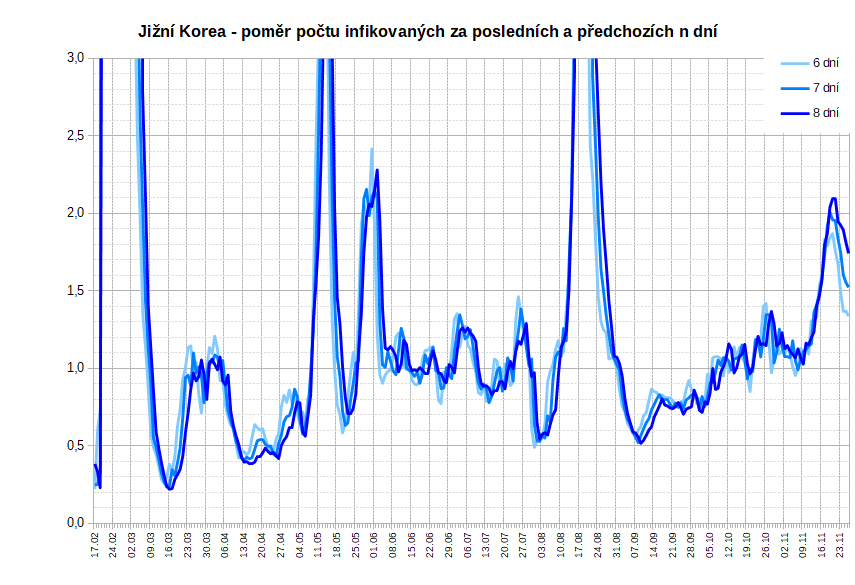 Jižní Korea - poměr počtu infikovaných za posledních a předchozích n dní
3,0
2,5
2,0
1,5
1,0
0,5
0,0
6 dní
7 dní
8 dní
17.02 24.02 02.03 09.03 16.03 23.03 30.03 06.04 13.04 20.04 27.04 04.05 11.05 18.05 25.05 01.06 08.06 15.06 22.06 29.06 06.07 13.07 20.07 27.07 03.08 10.08 17.08 24.08 31.08 07.09 14.09 21.09 28.09 05.10 12.10 19.10 26.10 02.11 09.11 16.11 23.11